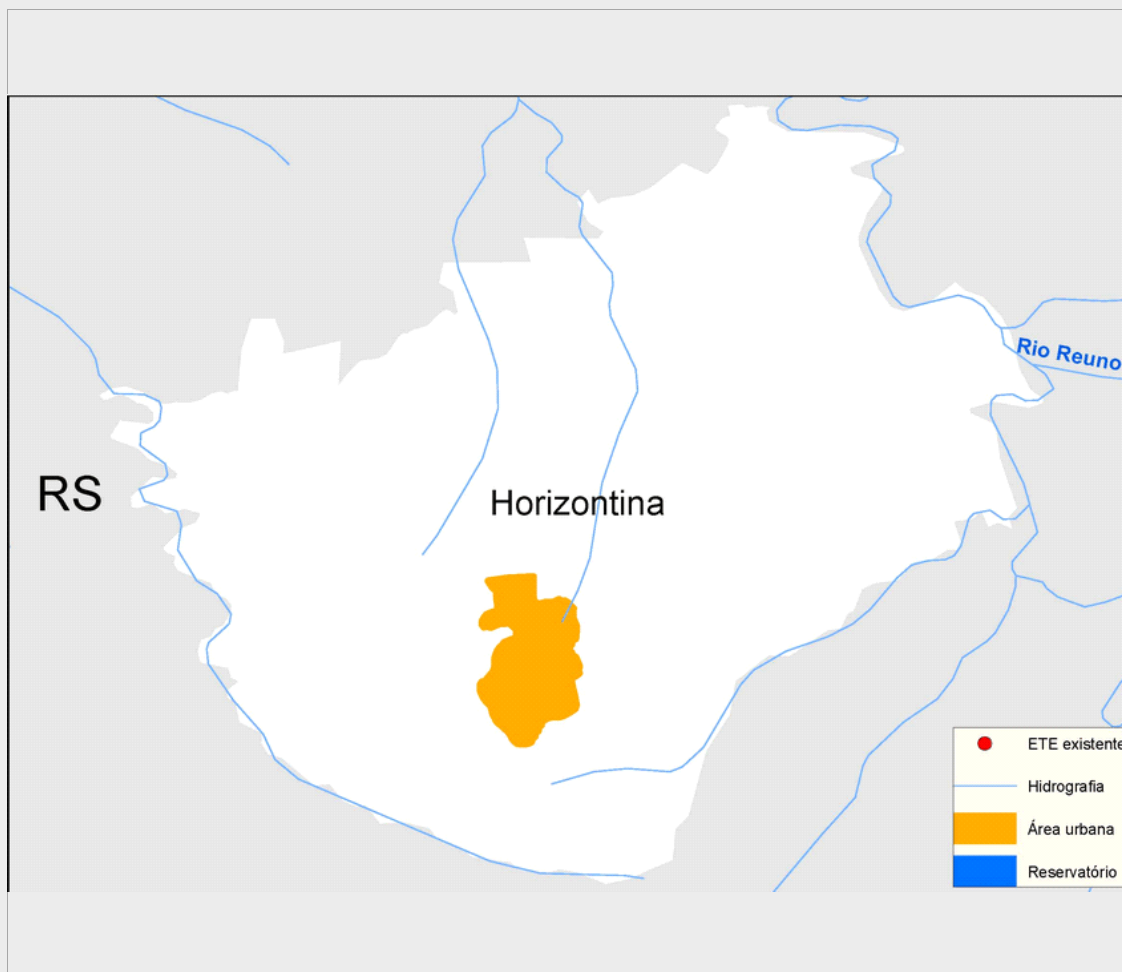 Rio Reuno
RS
Horizontina
ETE existente
Hidrografia
Área urbana
Reservatório